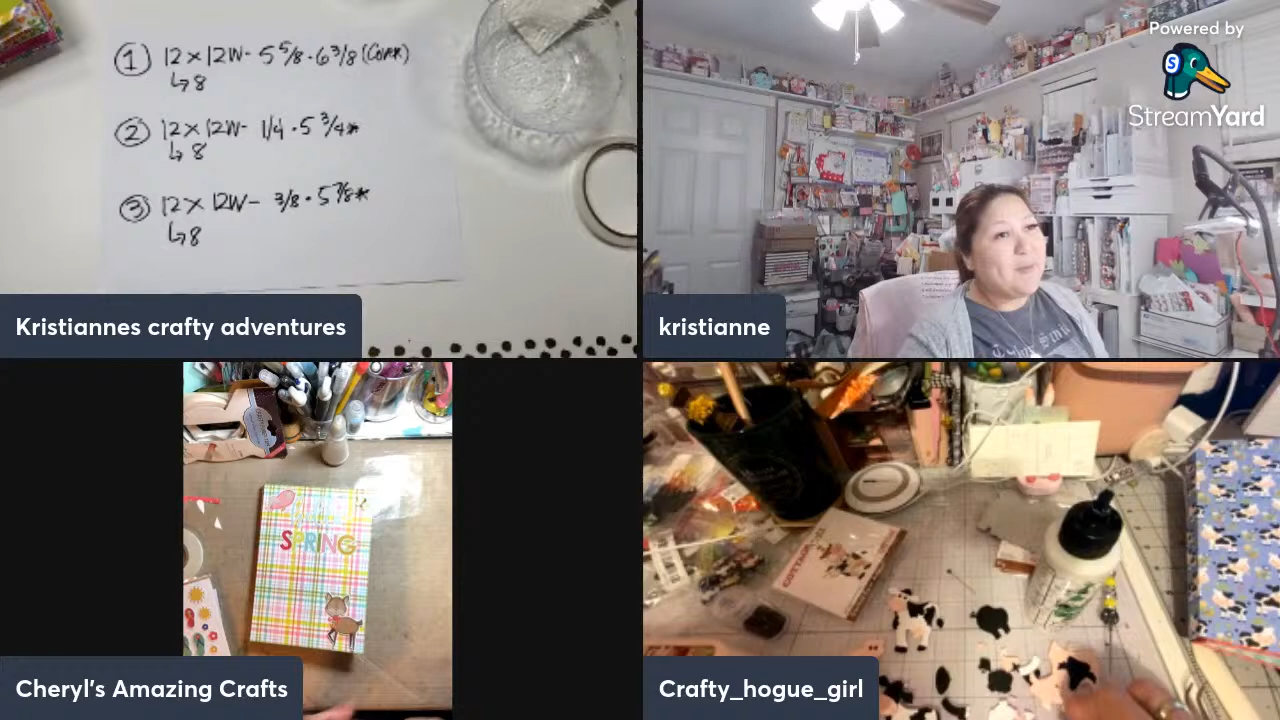 ① 12 x 12W - 5 5/8 · 6 3/8 (CORR)
↳ 8
② 12 x 12W - 1/4 · 5 3/4 *
↳ 8
③ 12 x 12W - 3/8 · 5 7/8 *
↳ 8
Kristiannes crafty adventures
Powered by
StreamYard
kristianne
SPRING
Cheryl's Amazing Crafts
Crafty_hogue_girl